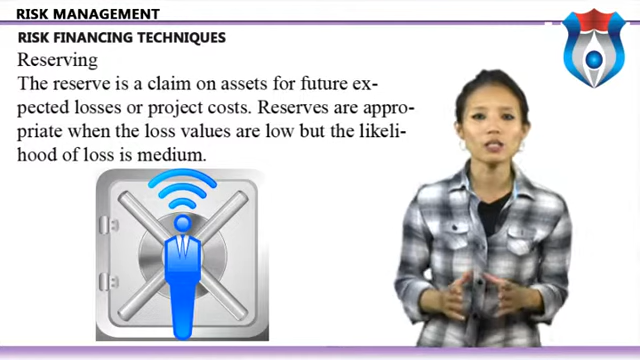 RISK MANAGEMENT
RISK FINANCING TECHNIQUES
Reserving
The reserve is a claim on assets for future ex-
pected losses or project costs. Reserves are appro-
priate when the loss values are low but the likeli-
hood of loss is medium.